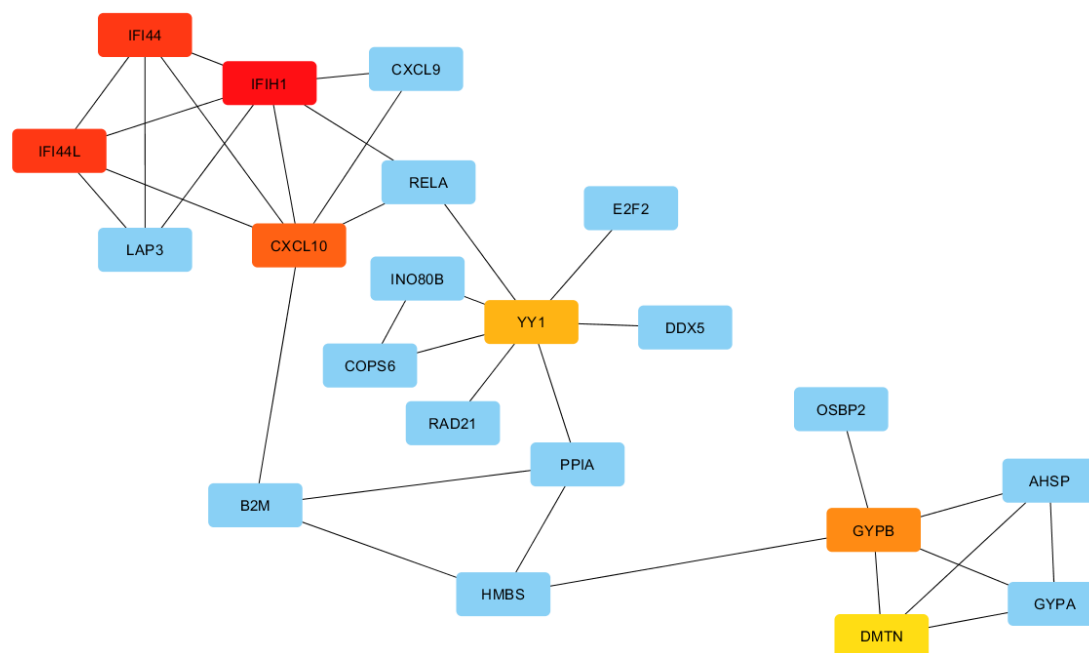 IFI44
IFIH1
CXCL9
IFI44L
RELA
E2F2
LAP3
CXCL10
INO80B
YY1
DDX5
COPS6
RAD21
OSBP2
PPIA
AHSP
B2M
GYPB
HMBS
GYPA
DMTN